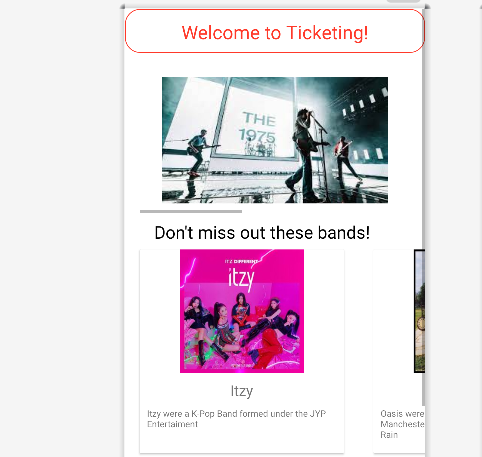 Welcome to Ticketing!
THE
1975
Don't miss out these bands!
IT'Z DIFFERENT
itzy
Itzy
Itzy were a K Pop Band formed under the JYP
Entertaiment
Oasis were
Mancheste
Rain